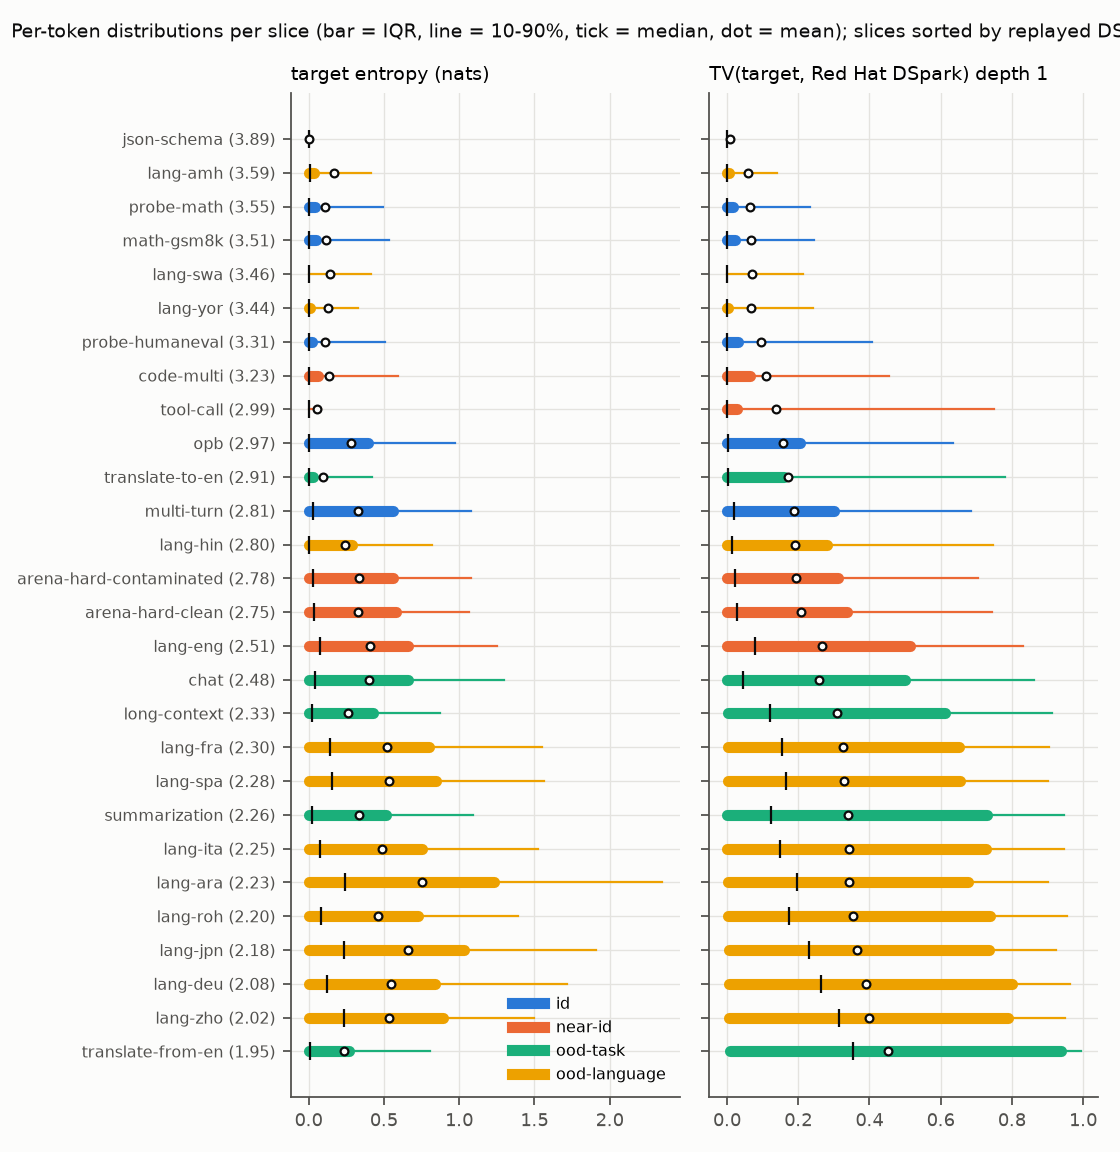 Per-token distributions per slice (bar = IQR, line = 10-90%, tick = median, dot = mean); slices sorted by replayed DS
target entropy (nats)
TV(target, Red Hat DSpark) depth 1
json-schema (3.89)
lang-amh (3.59)
probe-math (3.55)
math-gsm8k (3.51)
lang-swa (3.46)
lang-yor (3.44)
probe-humaneval (3.31)
code-multi (3.23)
tool-call (2.99)
opb (2.97)
translate-to-en (2.91)
multi-turn (2.81)
lang-hin (2.80)
arena-hard-contaminated (2.78)
arena-hard-clean (2.75)
lang-eng (2.51)
chat (2.48)
long-context (2.33)
lang-fra (2.30)
lang-spa (2.28)
summarization (2.26)
lang-ita (2.25)
lang-ara (2.23)
lang-roh (2.20)
lang-jpn (2.18)
lang-deu (2.08)
lang-zho (2.02)
translate-from-en (1.95)
id
near-id
ood-task
ood-language
0.0 0.5 1.0 1.5 2.0
0.0 0.2 0.4 0.6 0.8 1.0